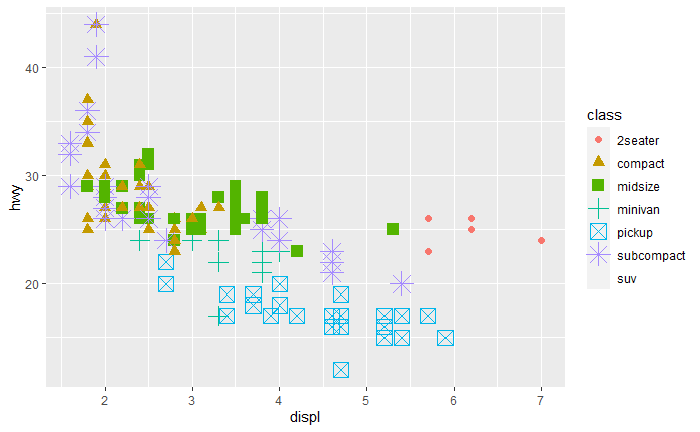 hwy
40
30
20
2
3
4
5
6
7
displ
class
2seater
compact
midsize
minivan
pickup
subcompact
suv